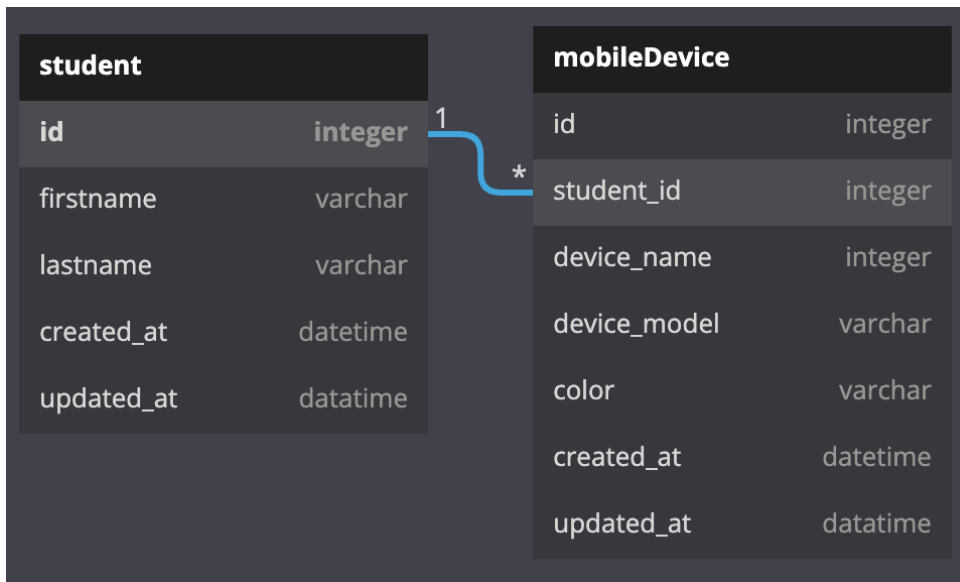 student
id integer
firstname varchar
lastname varchar
created_at datetime
updated_at datatime
1
*
mobileDevice
id integer
student_id integer
device_name integer
device_model varchar
color varchar
created_at datetime
updated_at datatime